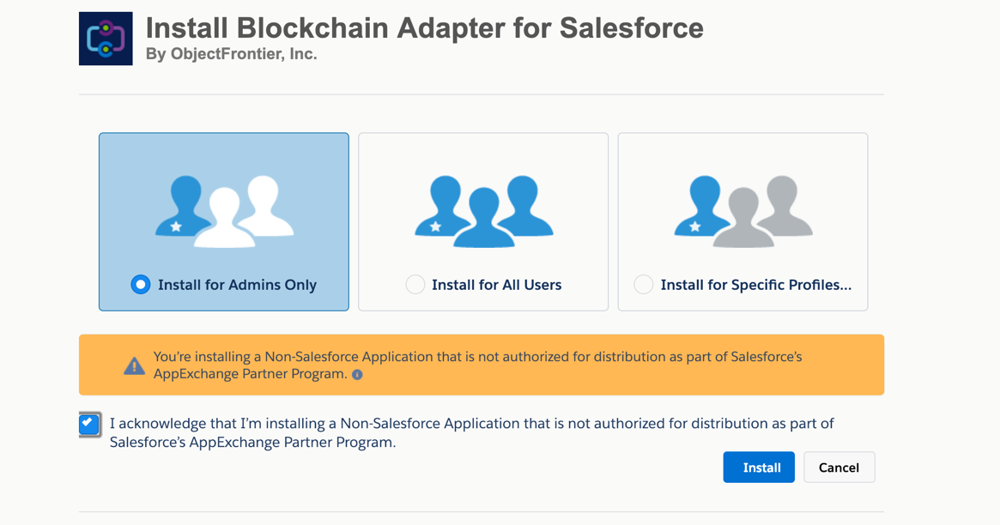 Install Blockchain Adapter for Salesforce
By ObjectFrontier, Inc.
Install for Admins Only
Install for All Users
Install for Specific Profiles...
You’re installing a Non-Salesforce Application that is not authorized for distribution as part of Salesforce’s
AppExchange Partner Program.
I acknowledge that I’m installing a Non-Salesforce Application that is not authorized for distribution as part of
Salesforce’s AppExchange Partner Program.
Install
Cancel